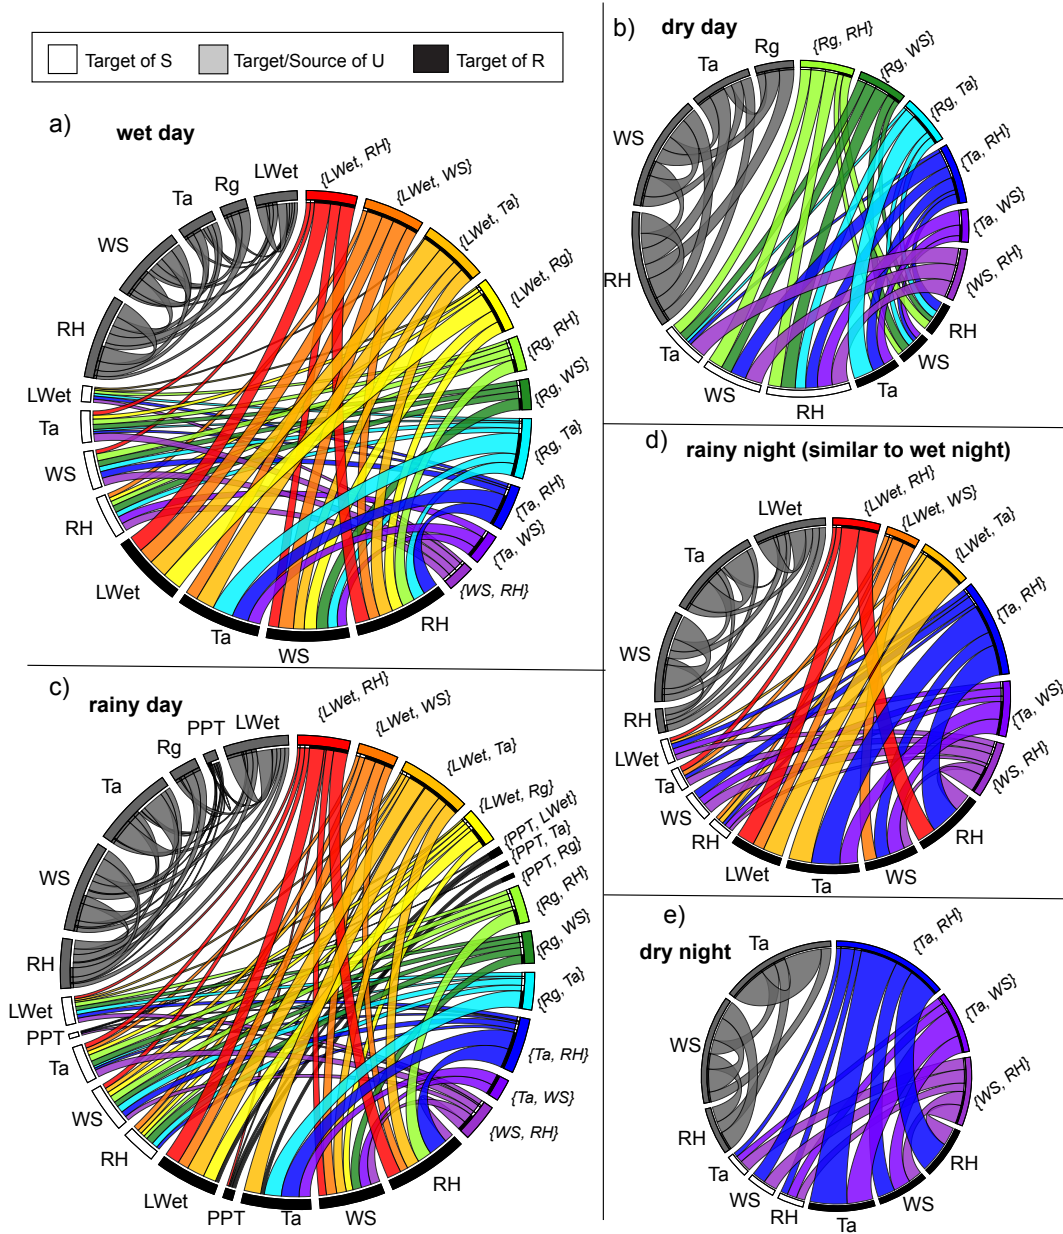 Target of S
Target/Source of U
Target of R
a)
wet day
LWet
Rg
Ta
WS
RH
{LWet, RH}
{LWet, WS}
{LWet, Ta}
{LWet, Rg}
{Rg, RH}
{Rg, WS}
{Rg, Ta}
{Ta, RH}
{Ta, WS}
{WS, RH}
LWet
Ta
WS
RH
LWet
Ta
WS
RH
b)
dry day
Rg
Ta
WS
RH
{Rg, RH}
{Rg, WS}
{Rg, Ta}
{Ta, RH}
{Ta, WS}
{WS, RH}
Ta
WS
RH
Ta
WS
RH
c)
rainy day
LWet
PPT
Rg
Ta
WS
RH
{LWet, RH}
{LWet, WS}
{LWet, Ta}
{LWet, Rg}
{PPT, LWet}
{PPT, Ta}
{PPT, Rg}
{Rg, RH}
{Rg, WS}
{Rg, Ta}
{Ta, RH}
{Ta, WS}
{WS, RH}
LWet
PPT
Ta
WS
RH
LWet
PPT
Ta
WS
RH
d)
rainy night (similar to wet night)
LWet
Ta
WS
RH
{LWet, RH}
{LWet, WS}
{LWet, Ta}
{Ta, RH}
{Ta, WS}
{WS, RH}
LWet
Ta
WS
RH
LWet
Ta
WS
RH
e)
dry night
Ta
WS
RH
{Ta, RH}
{Ta, WS}
{WS, RH}
Ta
WS
RH
Ta
WS
RH